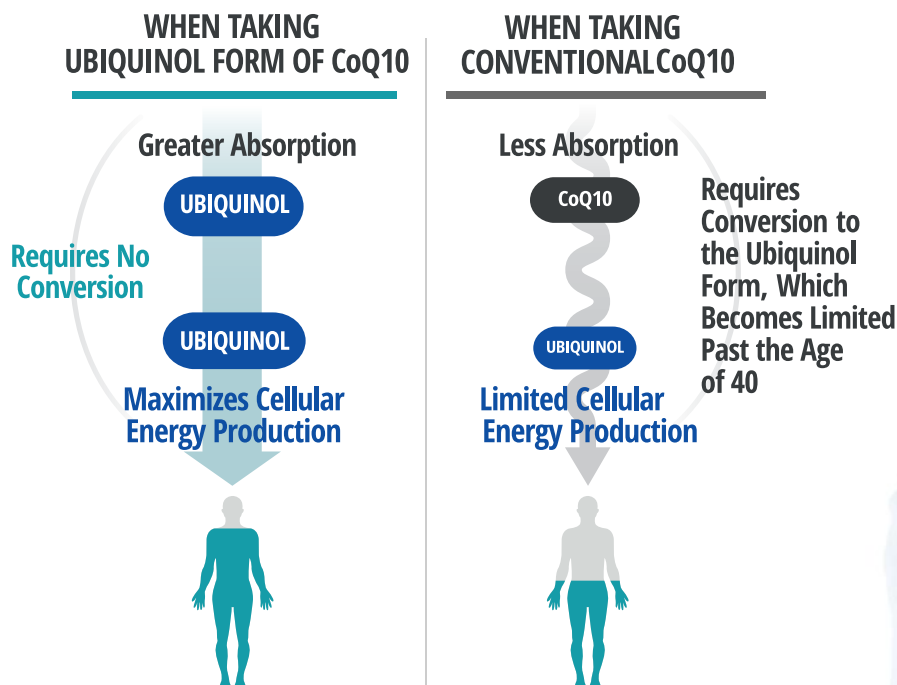 WHEN TAKING
UBIQUINOL FORM OF CoQ10
Greater Absorption
UBIQUINOL
Requires No
Conversion
UBIQUINOL
Maximizes Cellular
Energy Production
WHEN TAKING
CONVENTIONAL CoQ10
Less Absorption
CoQ10
Requires
Conversion to
the Ubiquinol
Form, Which
Becomes Limited
Past the Age
of 40
UBIQUINOL
Limited Cellular
Energy Production